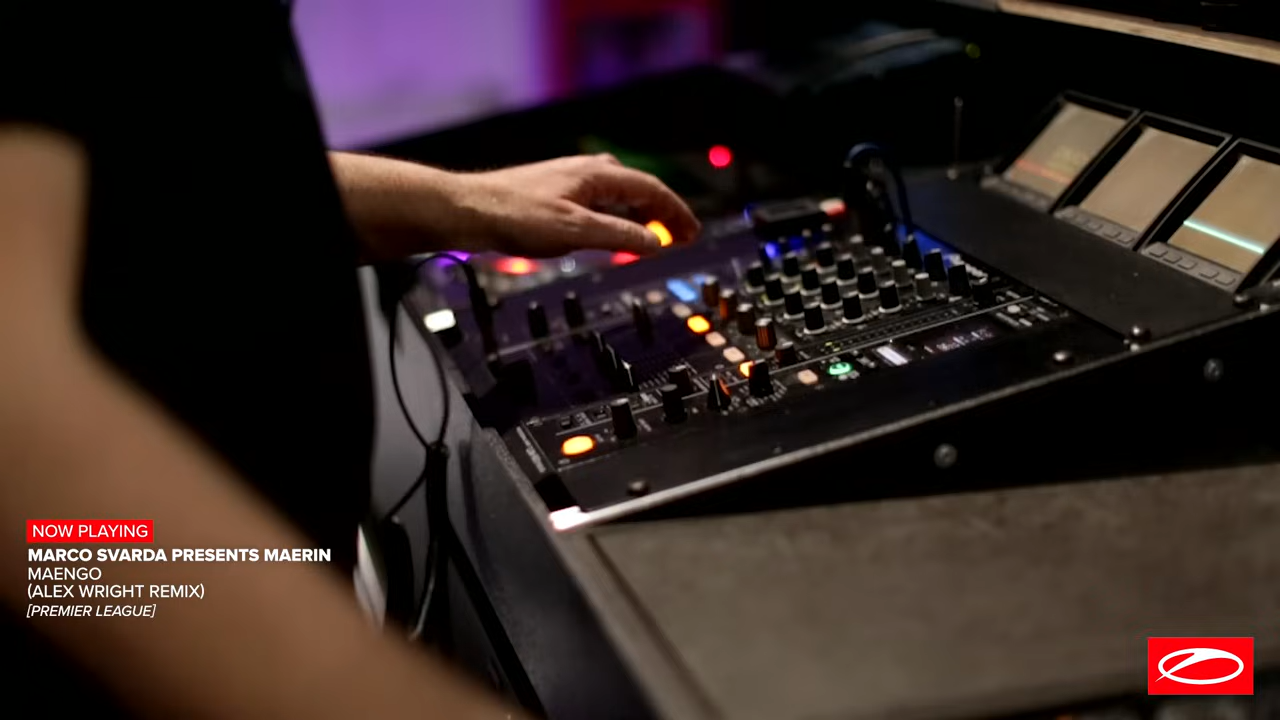 NOW PLAYING
MARCO SVARDA PRESENTS MAERIN
MAENGO
(ALEX WRIGHT REMIX)
[PREMIER LEAGUE]